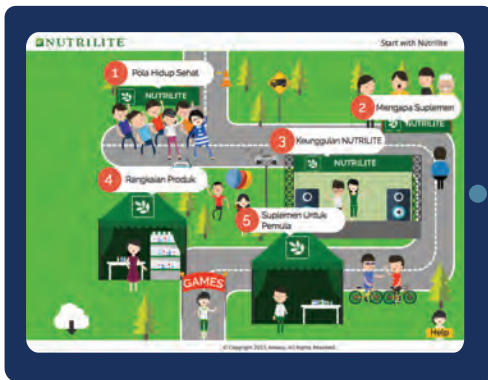 NUTRILITE
Start with Nutrilite
1 Pola Hidup Sehat
NUTRILITE
2 Mengapa Suplemen
NUTRILITE
3 Keunggulan NUTRILITE
NUTRILITE
4 Rangkaian Produk
5 Suplemen Untuk
Pemula
GAMES
Help
© Copyright 2015 Amway. All Rights Reserved.